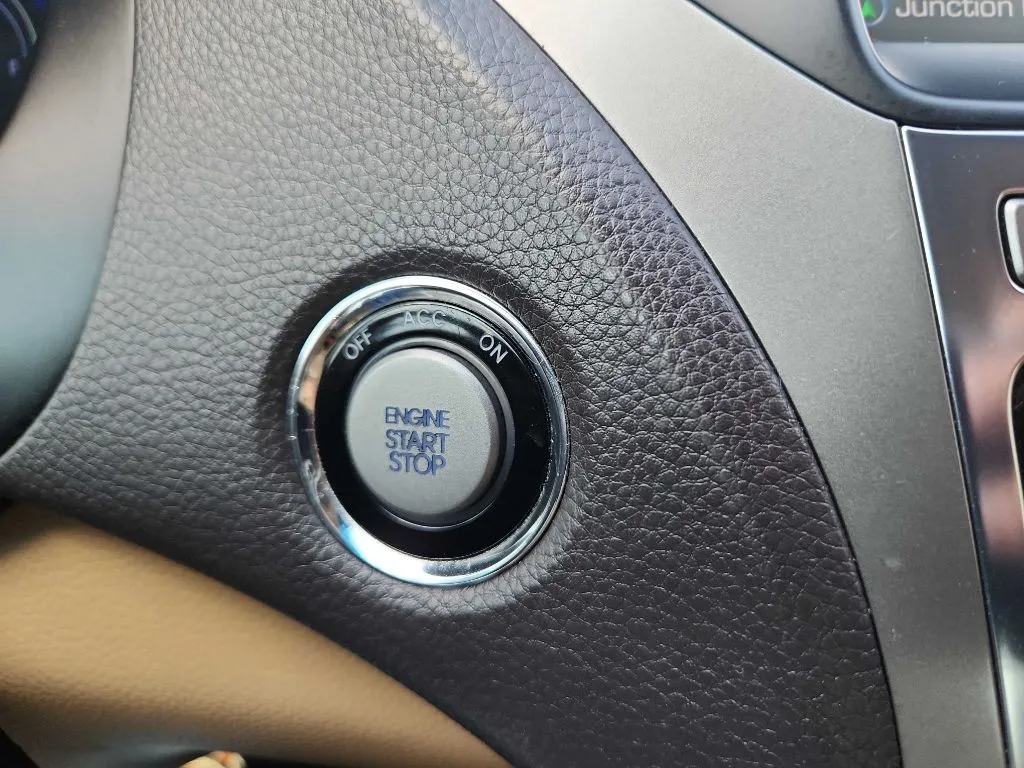 Junction
OFF ACC ON
ENGINE
START
STOP